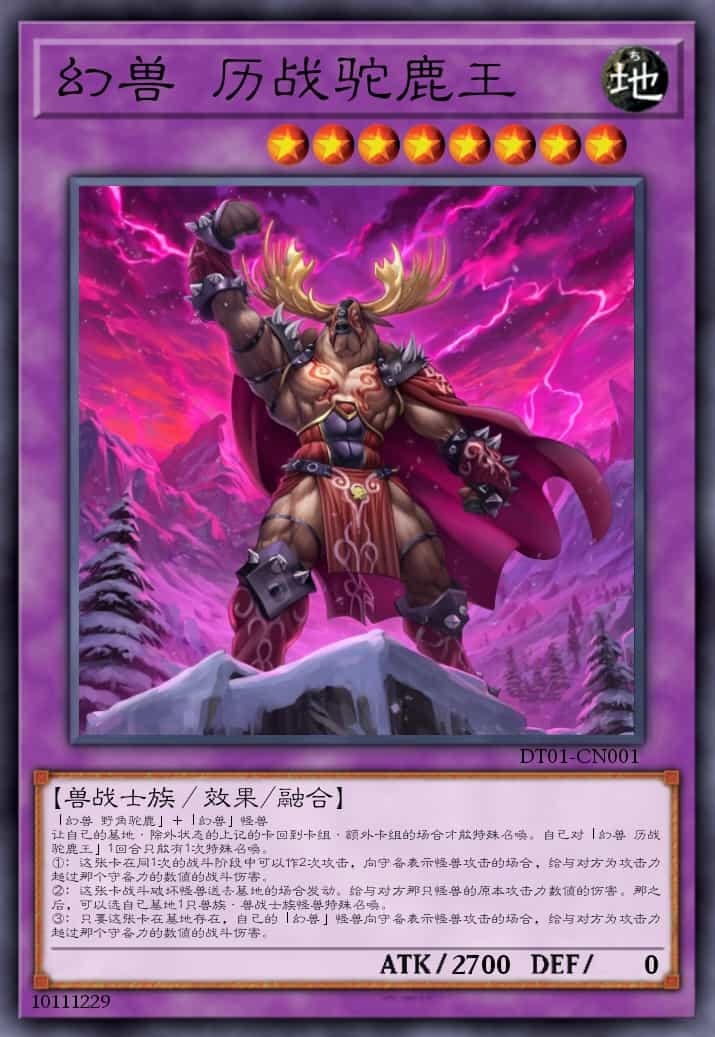 幻兽 历战驼鹿王
ち
地
DT01-CN001
【兽战士族／效果/融合】
「幻兽 野角驼鹿」＋「幻兽」怪兽
让自己的墓地·除外状态的上记的卡回到卡组·额外卡组的场合才能特殊召唤。自己对「幻兽 历战
驼鹿王」1回合只能有1次特殊召唤。
①：这张卡在同1次的战斗阶段中可以作2次攻击，向守备表示怪兽攻击的场合，给与对方为攻击力
超过那个守备力的数值的战斗伤害。
②：这张卡战斗破坏怪兽送去墓地的场合发动。给与对方那只怪兽的原本攻击力数值的伤害。那之
后，可以选自己墓地1只兽族·兽战士族怪兽特殊召唤。
③：只要这张卡在墓地存在，自己的「幻兽」怪兽向守备表示怪兽攻击的场合，给与对方为攻击力
超过那个守备力的数值的战斗伤害。
ATK/2700 DEF/ 0
10111229